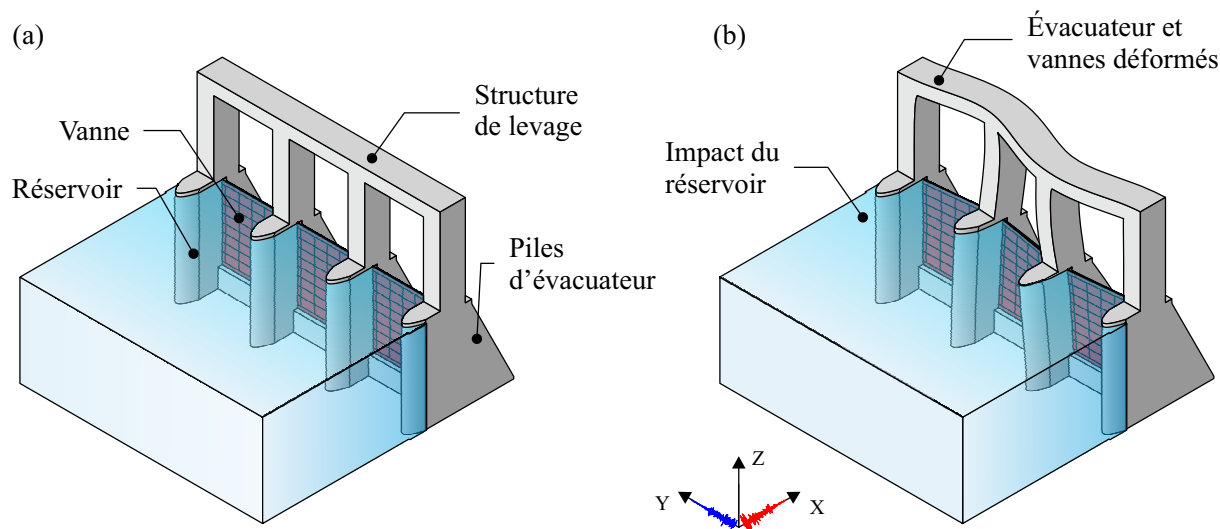 (a)
Structure
de levage
Vanne
Réservoir
Piles
d’évacuateur
(b)
Évacuateur et
vannes déformés
Impact du
réservoir
Z
Y
X